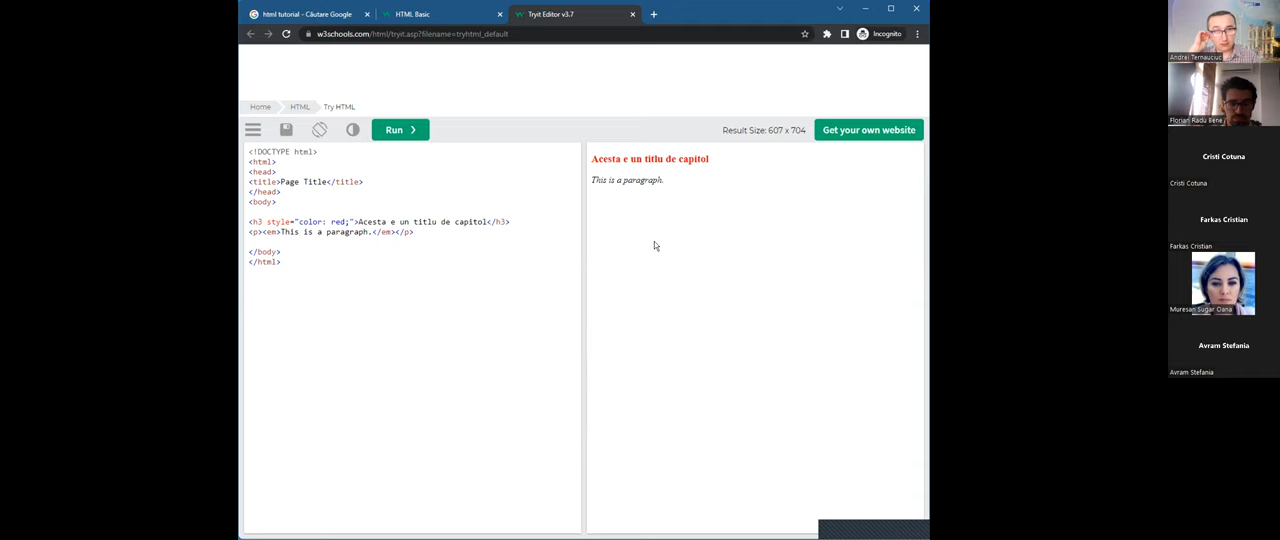 html tutorial - Căutare Google
HTML Basic
Tryit Editor v3.7
w3schools.com/html/tryit.asp?filename=tryhtml_default
Incognito
Home
HTML
Try HTML
Run ❯
Result Size: 607 x 704
Get your own website
<!DOCTYPE html>
<html>
<head>
<title>Page Title</title>
</head>
<body>
<h3 style="color: red;">Acesta e un titlu de capitol</h3>
<p><em>This is a paragraph.</em></p>
</body>
</html>
Acesta e un titlu de capitol
This is a paragraph.
Andrei Ternauciuc
Florian Radu Bene
Cristi Cotuna
Cristi Cotuna
Farkas Cristian
Farkas Cristian
Muresan Sugar Oana
Avram Stefania
Avram Stefania